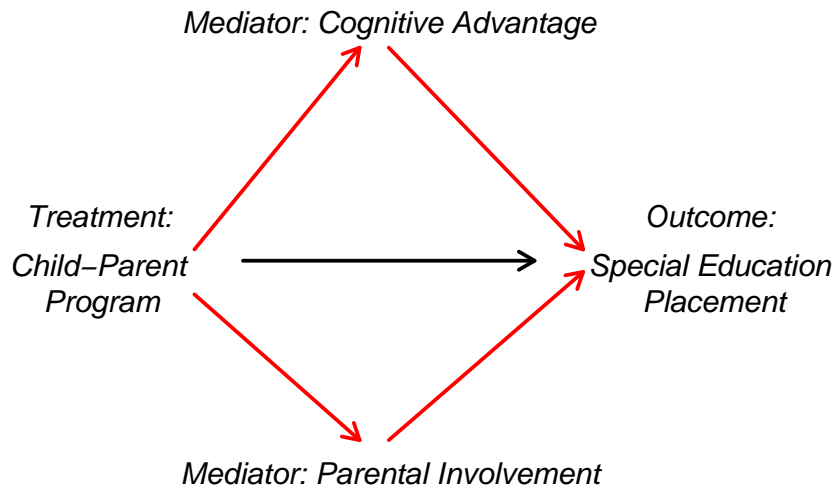 Mediator: Cognitive Advantage
Treatment:
Child−Parent
Program
Outcome:
Special Education
Placement
Mediator: Parental Involvement